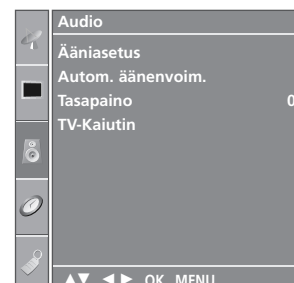 Audio
Ääniasetus
Autom. äänenvoim.
Tasapaino 0
TV-Kaiutin
▲▼ ◄► OK MENU